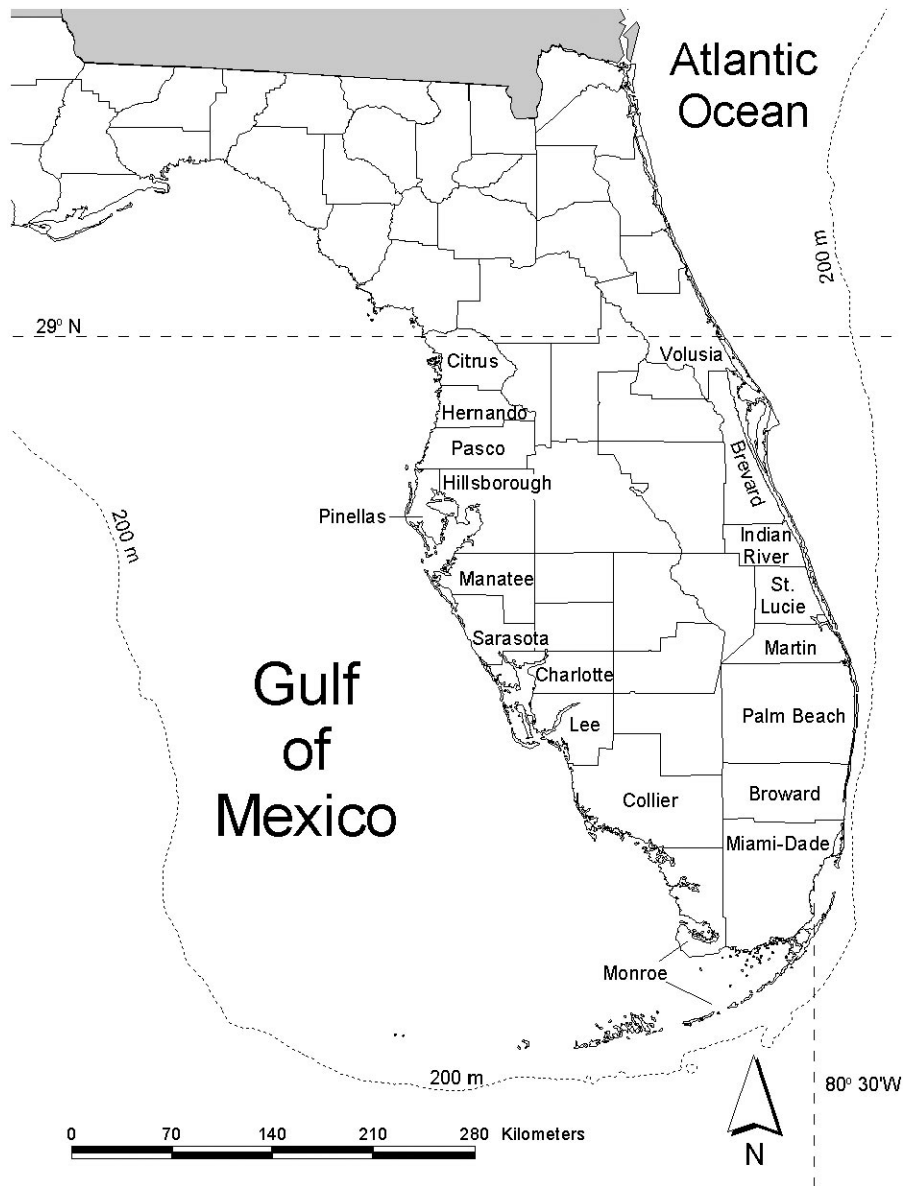 Atlantic
Ocean
200 m
29° N
Citrus
Volusia
Hernando
Pasco
Brevard
Hillsborough
Pinellas
200 m
Indian
River
Manatee
St.
Lucie
Sarasota
Martin
Charlotte
Gulf
of
Mexico
Lee
Palm Beach
Collier
Broward
Miami-Dade
Monroe
200 m
80° 30'W
0 70 140 210 280 Kilometers
N